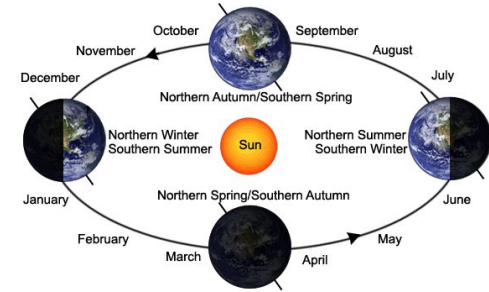 October
September
November
August
December
July
Northern Autumn/Southern Spring
Northern Winter
Southern Summer
Sun
Northern Summer
Southern Winter
January
Northern Spring/Southern Autumn
June
February
May
March
April